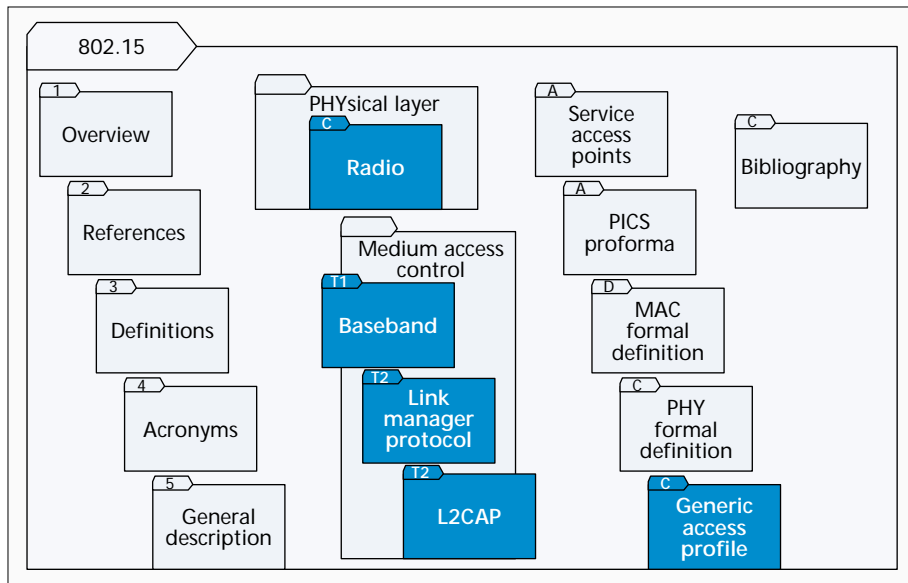 802.15
1
Overview
2
References
3
Definitions
4
Acronyms
5
General
description
PHYsical layer
C
Radio
Medium access
control
T1
Baseband
T2
Link
manager
protocol
T2
L2CAP
A
Service
access
points
A
PICS
proforma
D
MAC
formal
definition
C
PHY
formal
definition
C
Generic
access
profile
C
Bibliography